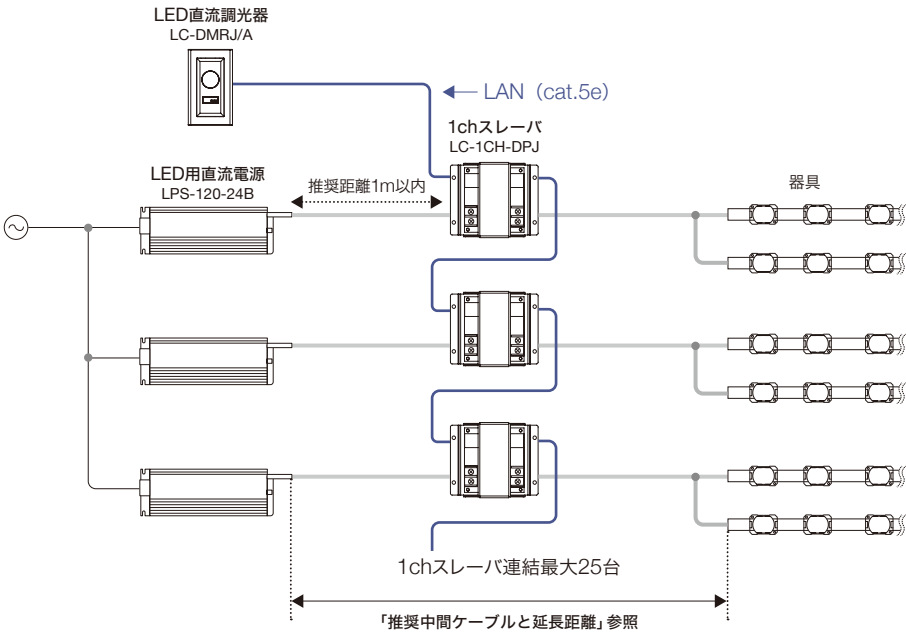 LED直流調光器
LC-DMRJ/A
LAN（cat.5e）
1chスレーバ
LC-1CH-DPJ
LED用直流電源
LPS-120-24B
推奨距離1m以内
器具
1chスレーバ連結最大25台
「推奨中間ケーブルと延長距離」参照